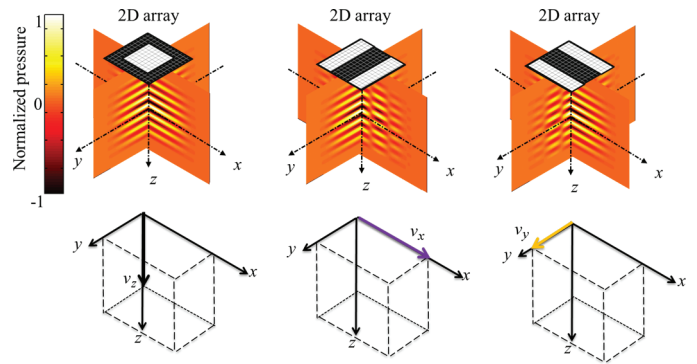 2D array
2D array
2D array
Normalized pressure
1
0
-1
y
x
z
y
x
z
y
x
z
y
x
v_z
z
y
v_x
x
z
v_y
y
x
z